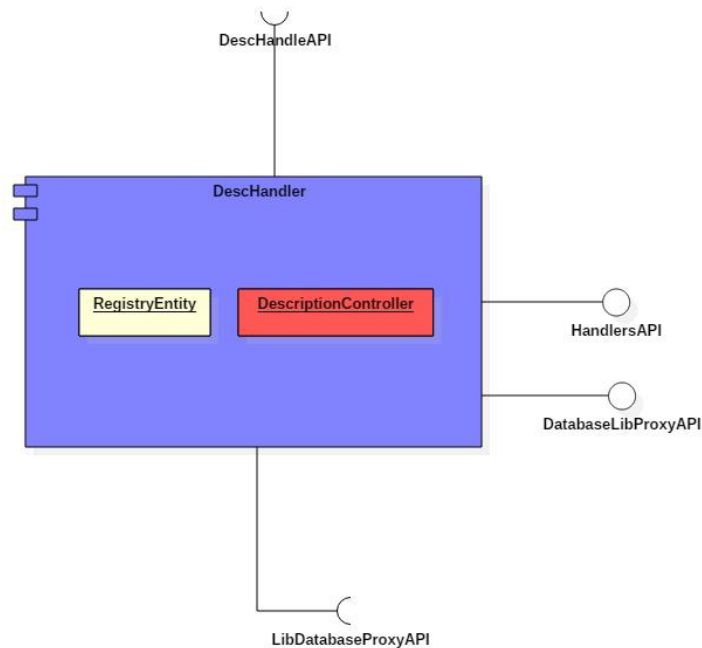 DescHandleAPI
DescHandler
RegistryEntity
DescriptionController
HandlersAPI
DatabaseLibProxyAPI
LibDatabaseProxyAPI